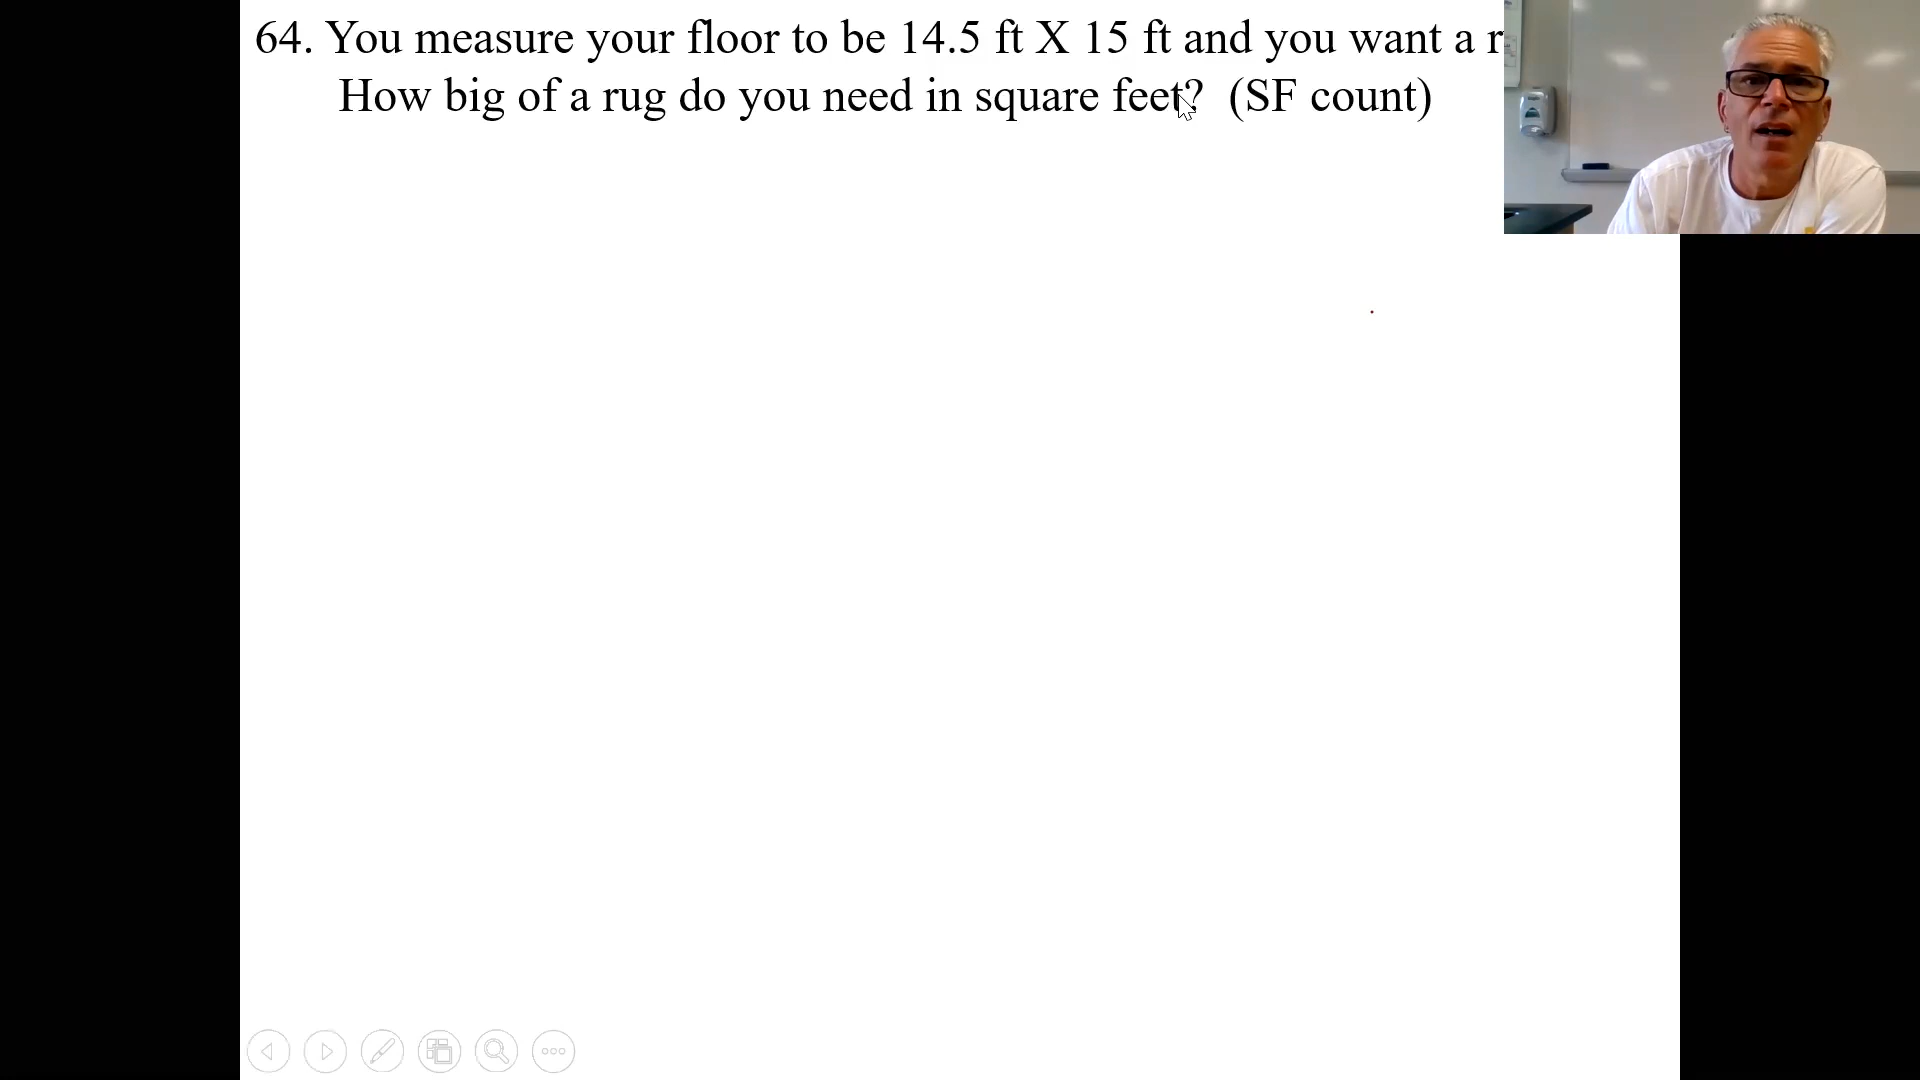 64. You measure your floor to be 14.5 ft X 15 ft and you want a
How big of a rug do you need in square feet?  (SF count)